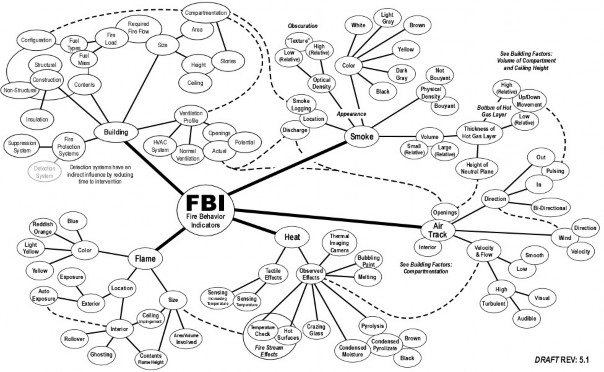 Compartmentation
Required
Fire Flow
Fire
Load
Fuel
Types
Fuel
Mass
Size
Area
Height
Stories
Ceiling
Configuration
Structural
Construction
Non-Structural
Contents
Insulation
Building
Ventilation
Profile
HVAC
System
Normal
Ventilation
Openings
Actual
Potential
Suppression
System
Fire
Protection
Systems
Detection
System
Detection systems have an
indirect influence by reducing
time to intervention
Obscuration
"Texture"
Low
(Relative)
High
(Relative)
Optical
Density
White
Light
Gray
Brown
Color
Yellow
Dark
Gray
Black
Appearance
Not
Bouyant
Physical
Density
Bouyant
Smoke
Logging
Location
Discharge
Smoke
Volume
Small
(Relative)
Large
(Relative)
Thickness of
Hot Gas Layer
Height of
Neutral Plane
See Building Factors:
Volume of Compartment
and Ceiling Height
High
(Relative)
Up/Down
Movement
Bottom of Hot
Gas Layer
Low
(Relative)
FBI
Fire Behavior
Indicators
Openings
Air
Track
Interior
Direction
Out
Pulsing
In
Bi-Directional
Wind
Direction
Velocity
Velocity
& Flow
Smooth
Low
High
Turbulent
Visual
Audible
See Building Factors:
Compartmentation
Heat
Thermal
Imaging
Camera
Bubbling
Paint
Melting
Tactile
Effects
Observed
Effects
Sensing
Increasing
Temperature
Sensing
Temperature
Temperature
Check
Hot
Surfaces
Fire Stream
Effects
Crazing
Glass
Pyrolysis
Condensed
Moisture
Condensed
Pyrolizate
Brown
Black
Flame
Blue
Reddish
Orange
Color
Light
Yellow
Yellow
Exposure
Location
Auto
Exposure
Exterior
Size
Ceiling
Interior
Rollover
Ghosting
Contents
Flame Height
Area/Volume
Involved
DRAFT REV: 5.1